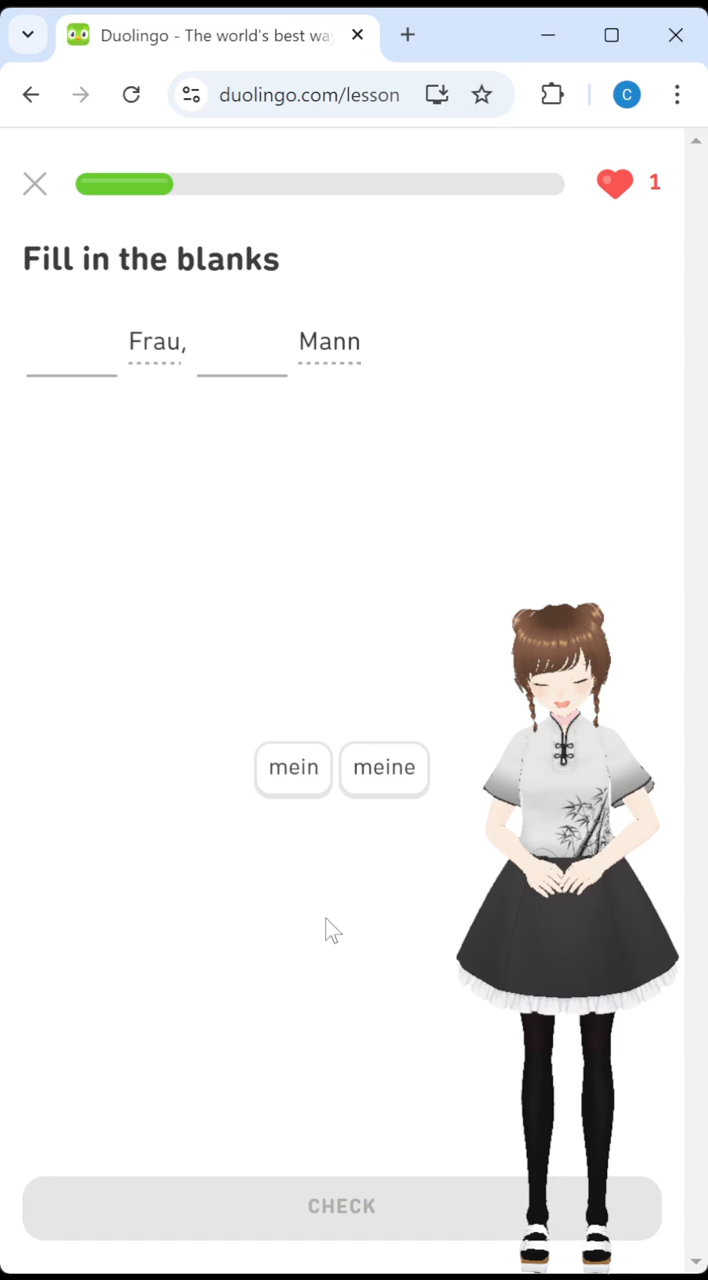 Duolingo - The world's best wa
duolingo.com/lesson
C
1
Fill in the blanks
Frau, Mann
mein meine
CHECK